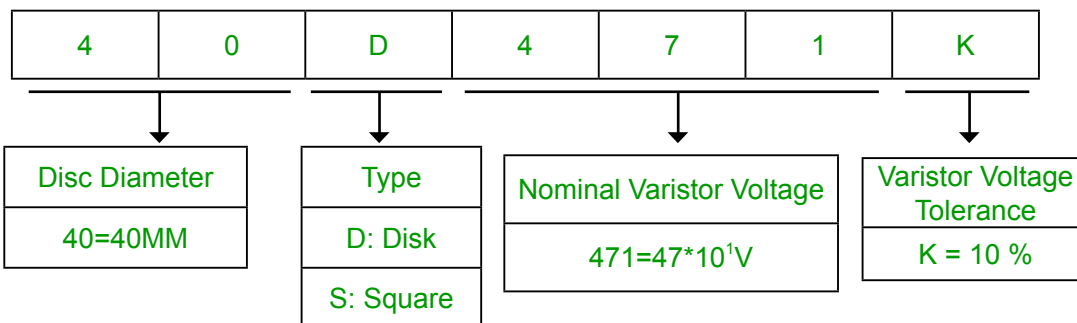 4 0 D 4 7 1 K
Disc Diameter
40=40MM
Type
D: Disk
S: Square
Nominal Varistor Voltage
471=47*10¹V
Varistor Voltage
Tolerance
K = 10 %